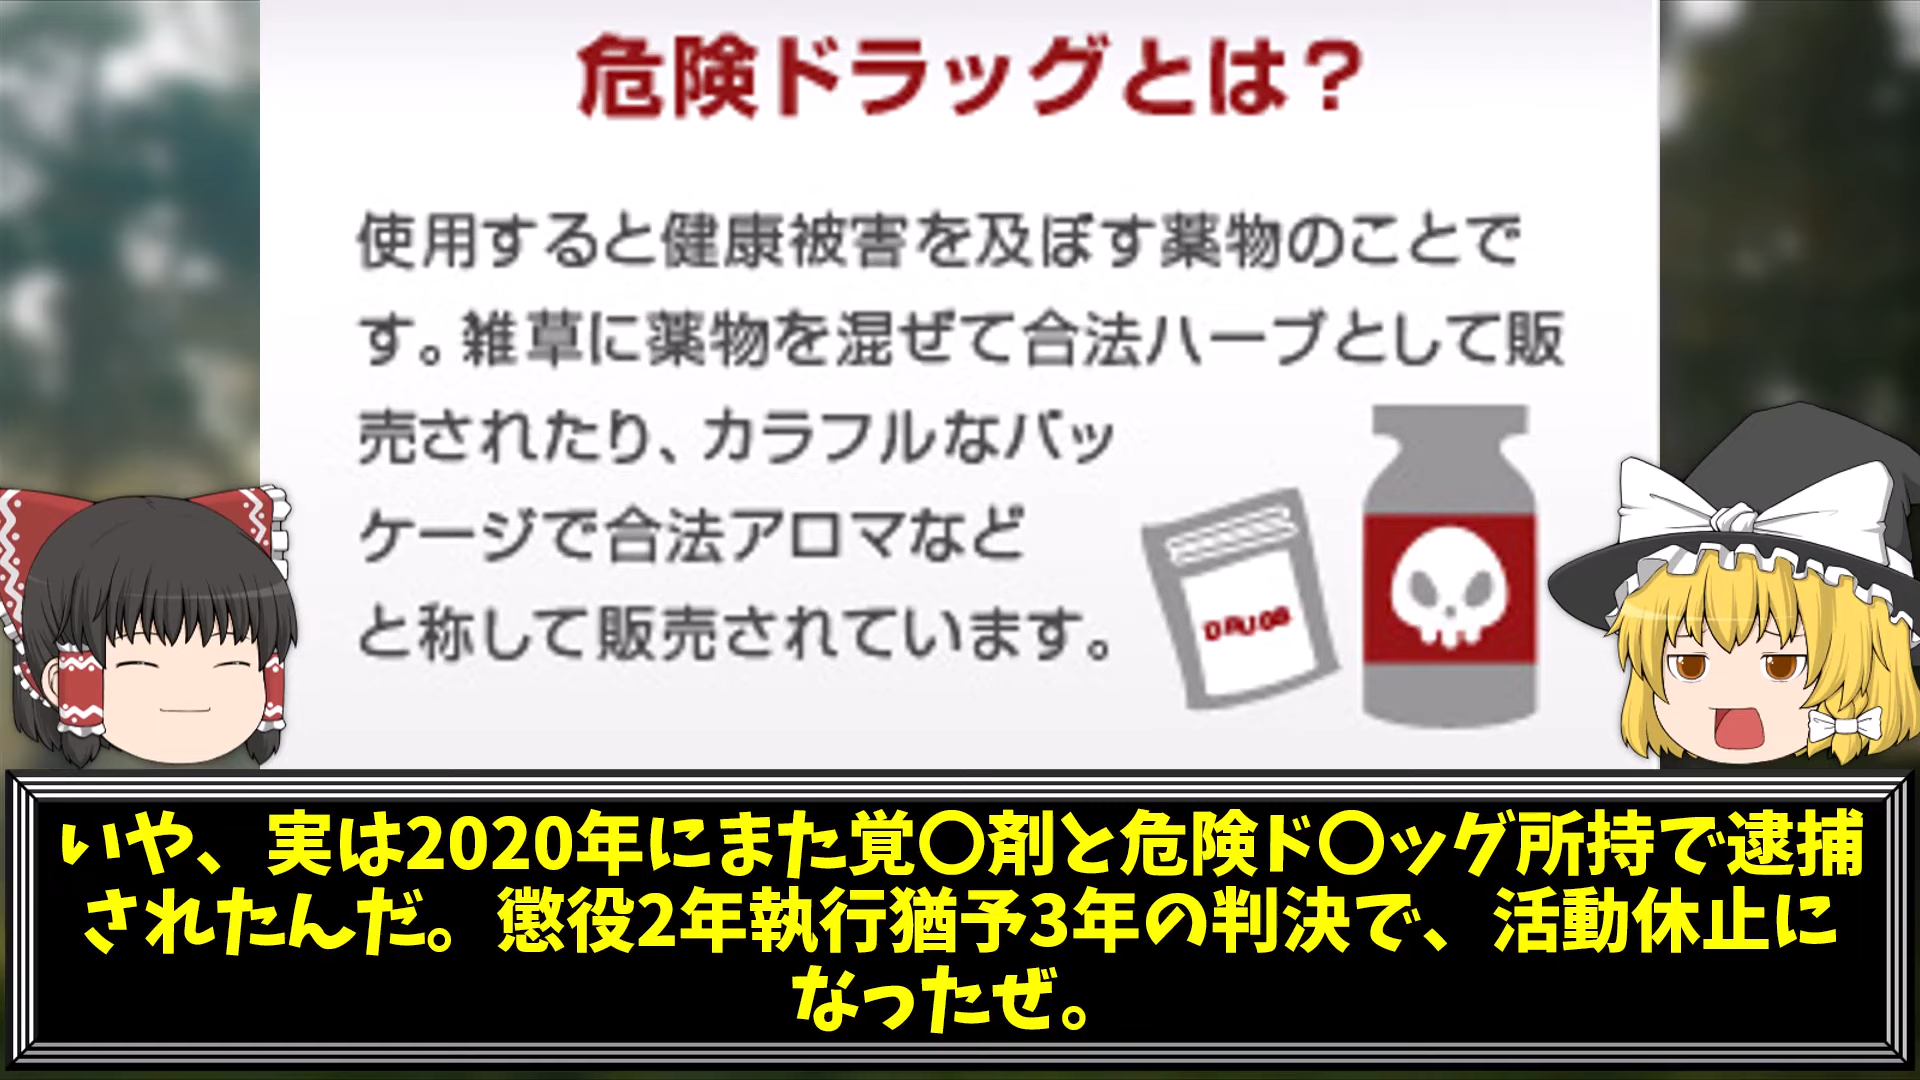 危険ドラッグとは？
使用すると健康被害を及ぼす薬物のことで
す。雑草に薬物を混ぜて合法ハーブとして販
売されたり、カラフルなパッ
ケージで合法アロマなど
と称して販売されています。
DRUGS
いや、実は2020年にまた覚〇剤と危険ド〇ッグ所持で逮捕
されたんだ。懲役2年執行猶予3年の判決で、活動休止に
なったぜ。